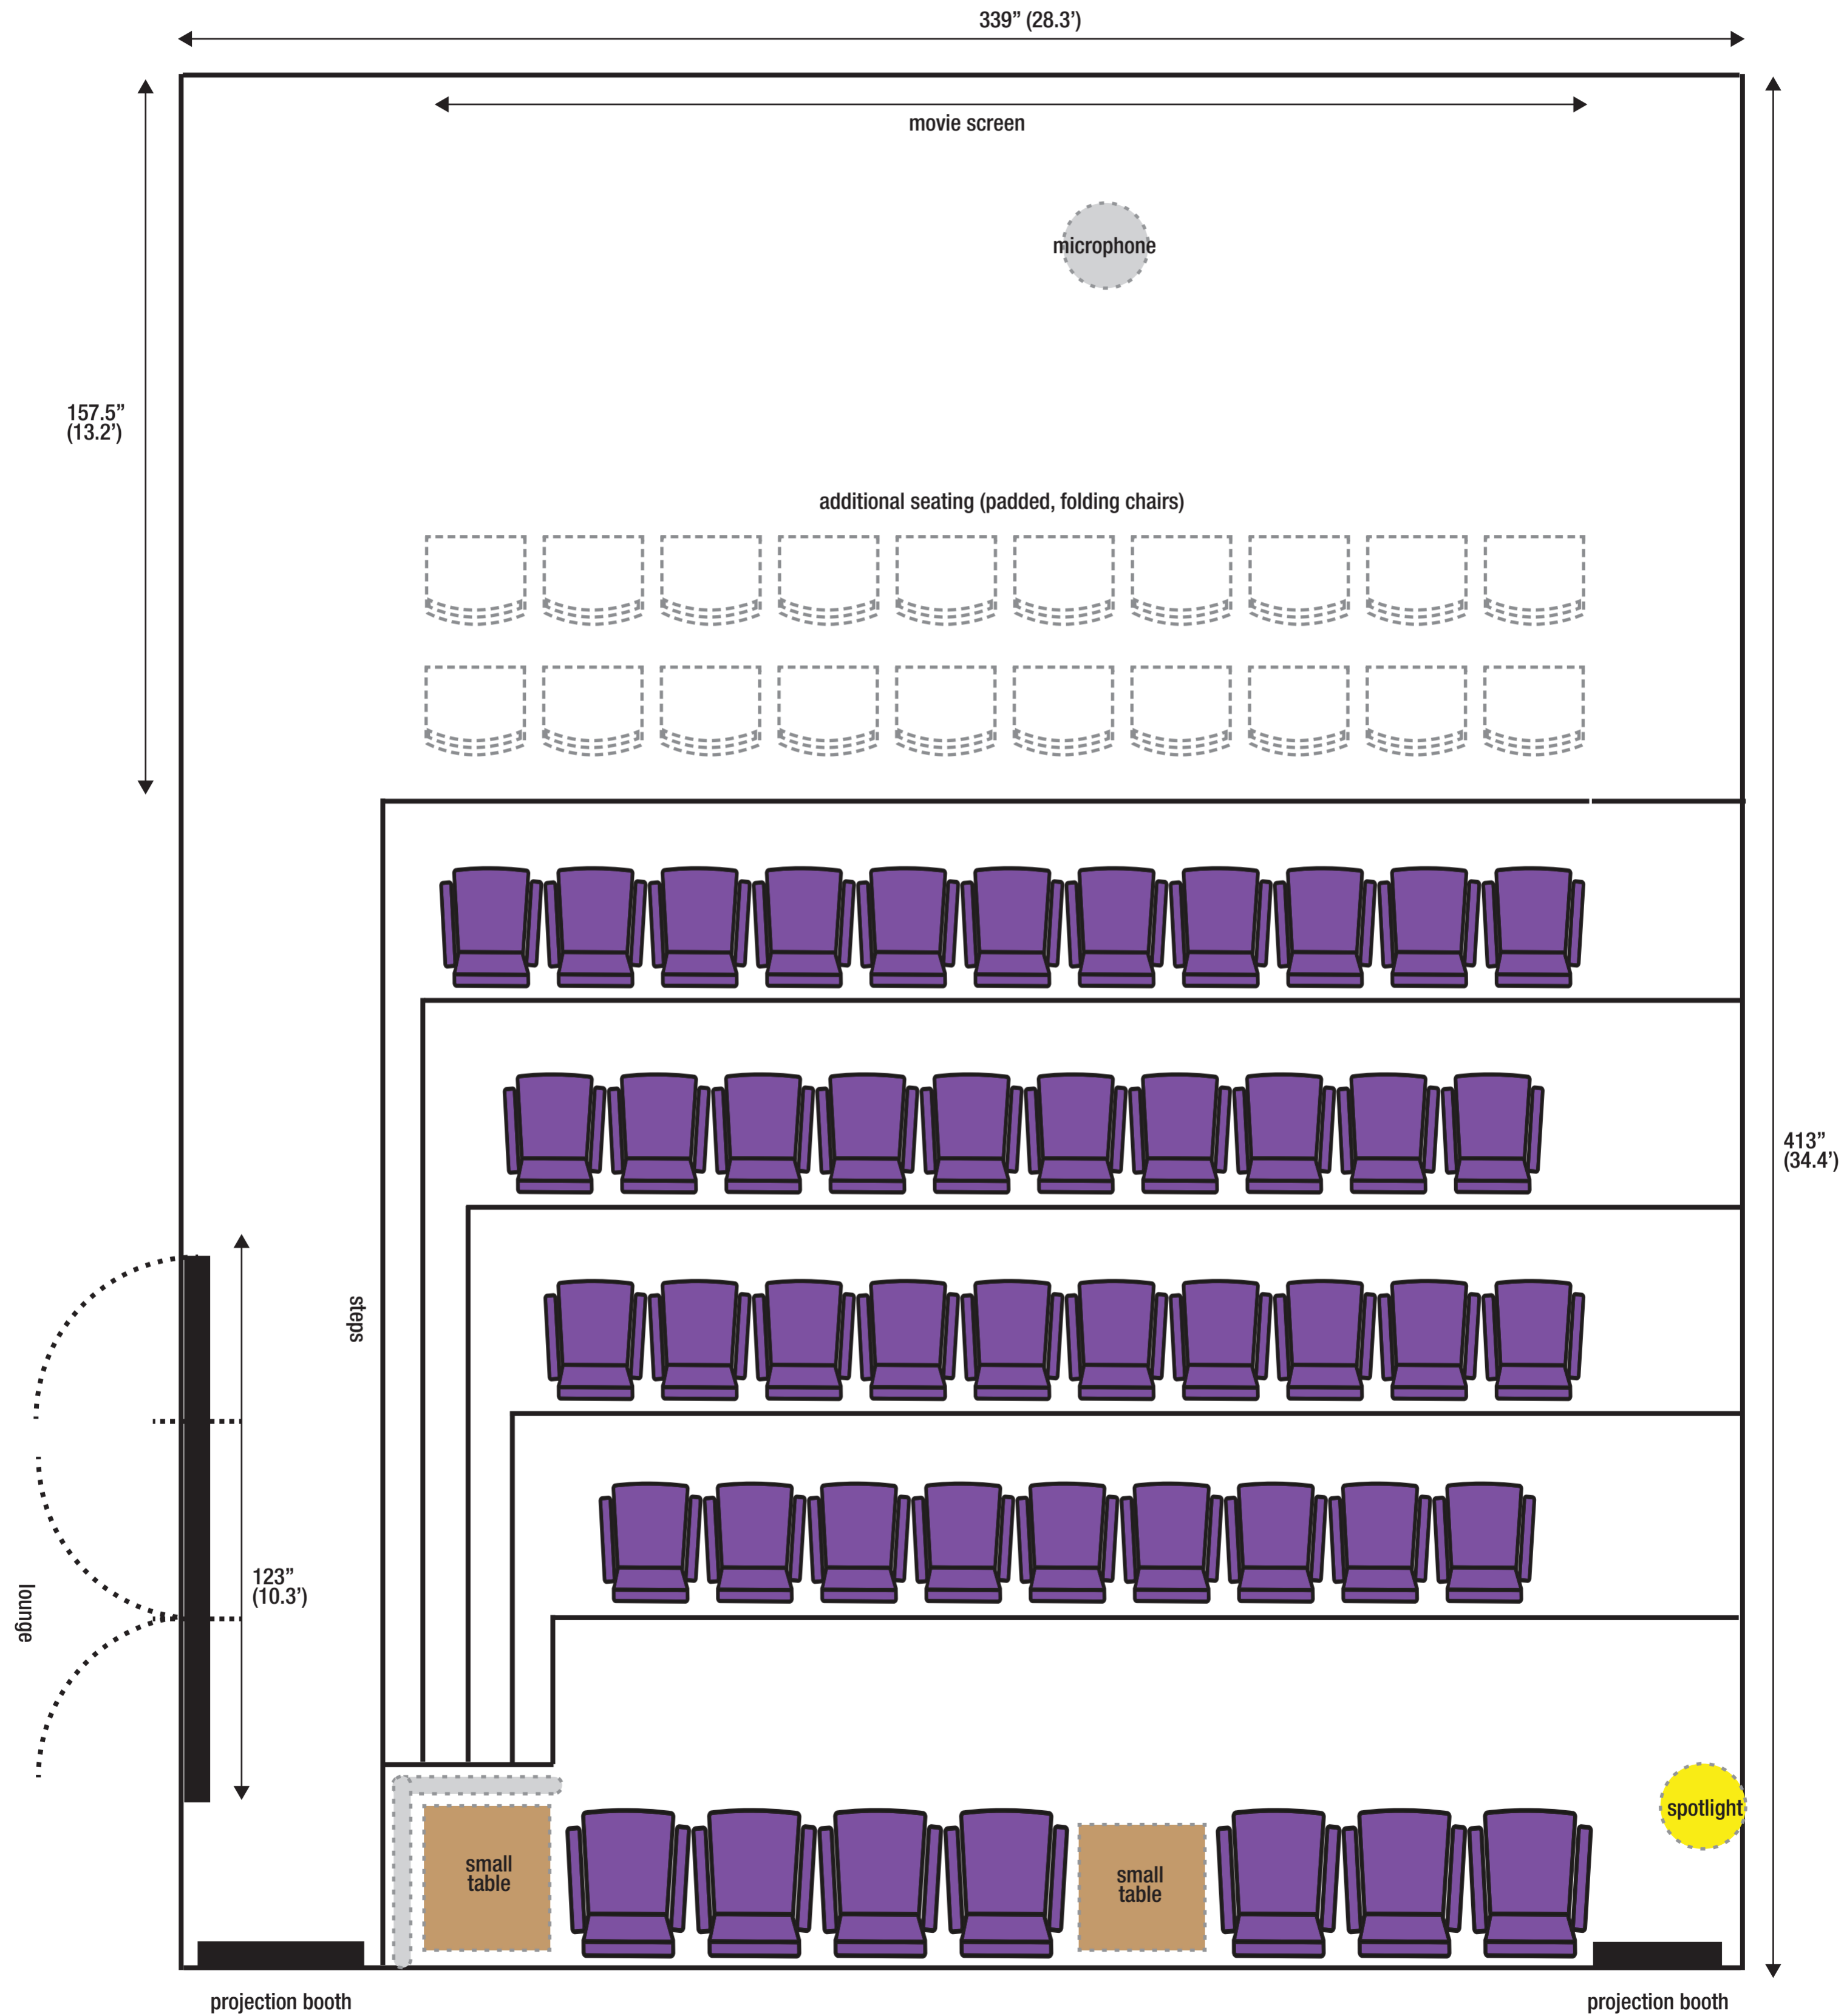 339” (28.3’)
movie screen
microphone
157.5”
(13.2’)
additional seating (padded, folding chairs)
413”
(34.4’)
steps
123”
(10.3’)
lounge
spotlight
small
table
small
table
projection booth
projection booth